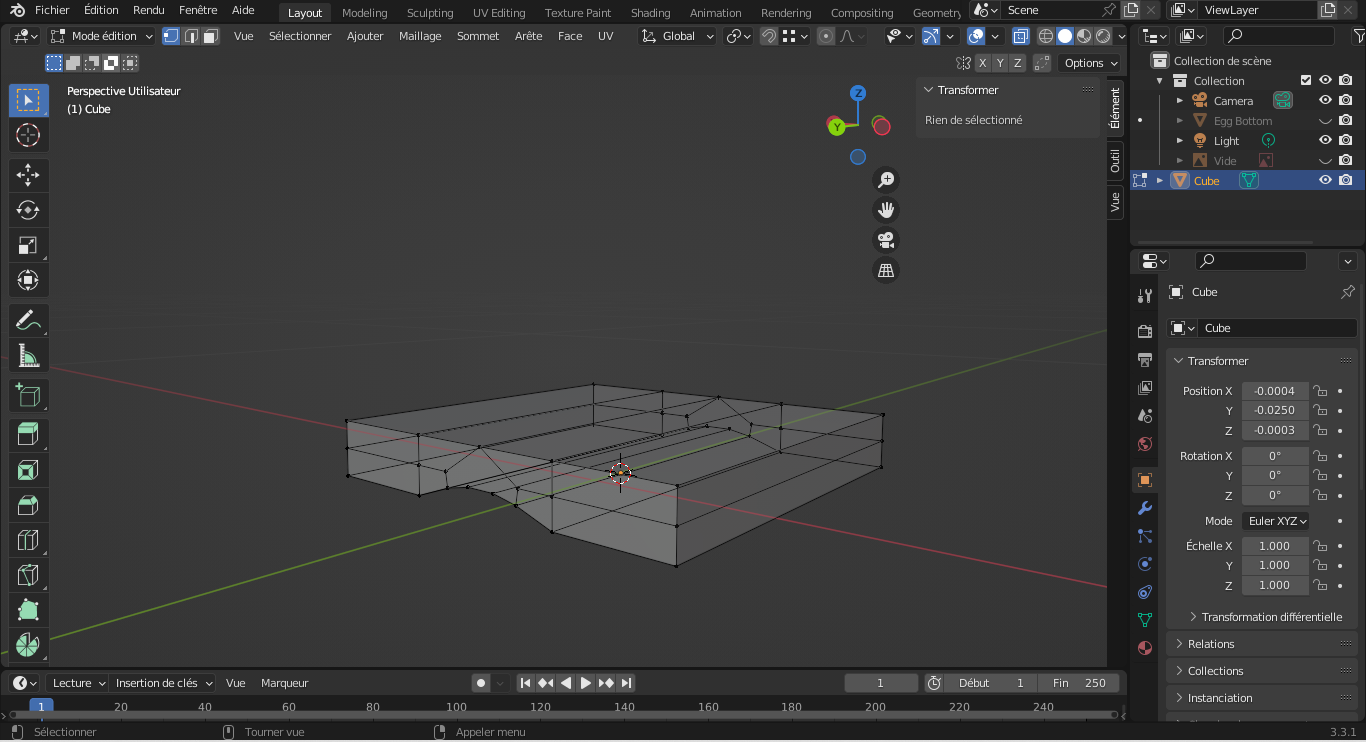 Fichier Édition Rendu Fenêtre Aide Layout Modeling Sculpting UV Editing Texture Paint Shading Animation Rendering Compositing Geometry Scene ViewLayer
Mode édition Vue Sélectionner Ajouter Maillage Sommet Arête Face UV Global
X Y Z Options
Perspective Utilisateur
(1) Cube
Z
Y
Transformer
Rien de sélectionné
Élément
Outil
Vue
Collection de scène
Collection
Camera
Egg Bottom
Light
Vide
Cube
Cube
Cube
Transformer
Position X -0.0004
Y -0.0250
Z -0.0003
Rotation X 0°
Y 0°
Z 0°
Mode Euler XYZ
Échelle X 1.000
Y 1.000
Z 1.000
Transformation différentielle
Relations
Collections
Instanciation
Lecture Insertion de clés Vue Marqueur 1 Début 1 Fin 250
1 20 40 60 80 100 120 140 160 180 200 220 240
Sélectionner Tourner vue Appeler menu 3.3.1